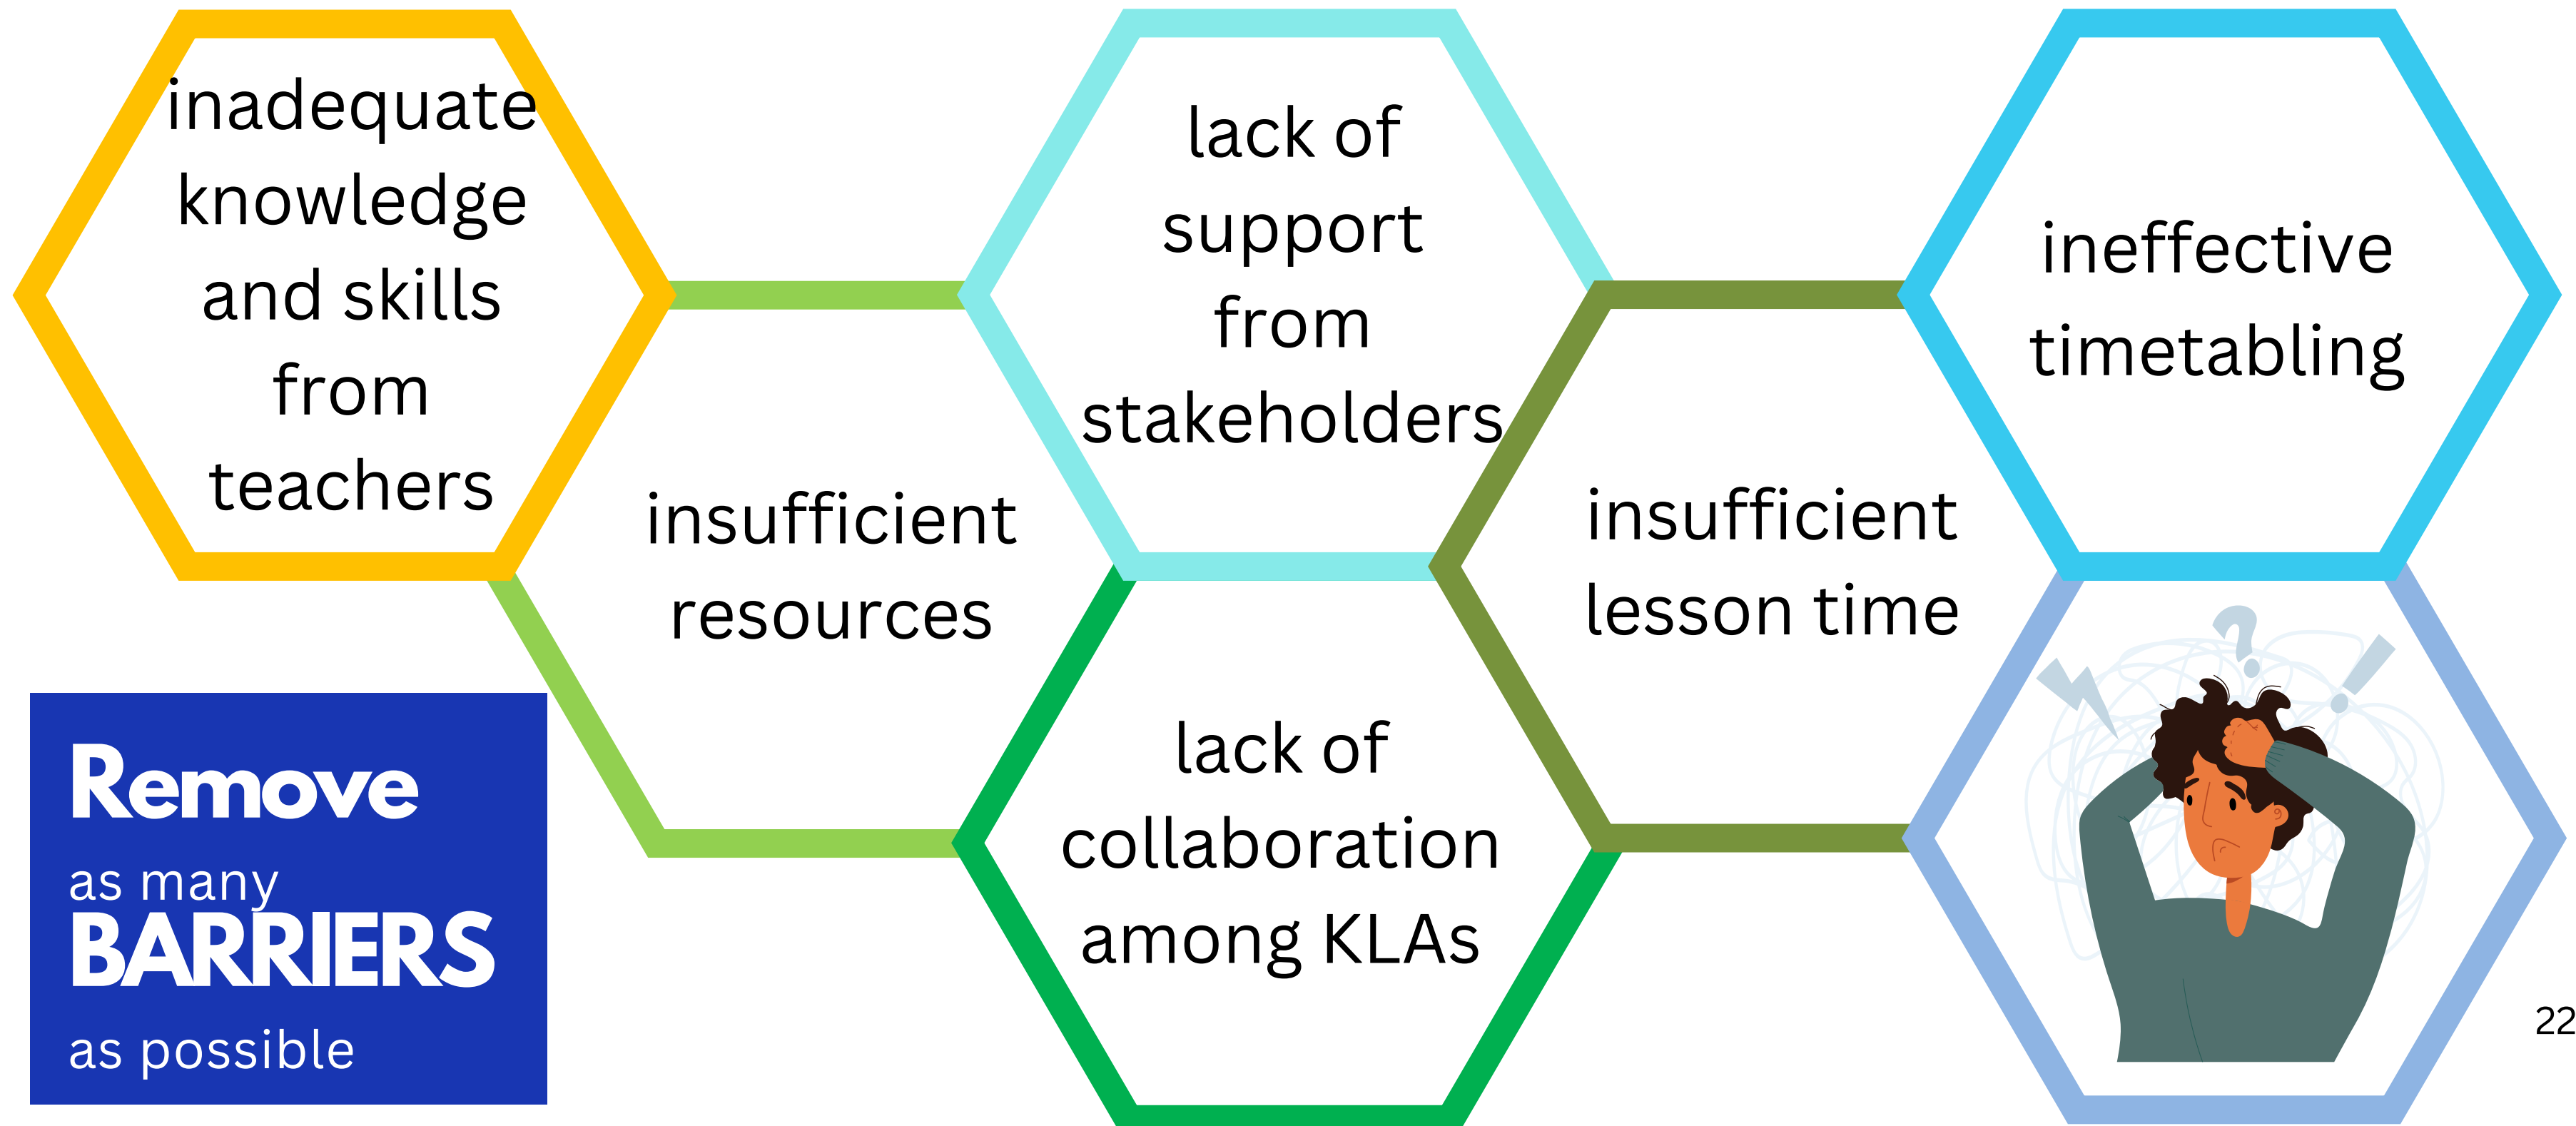 inadequate
knowledge
and skills
from
teachers
insufficient
resources
lack of
support
from
stakeholders
lack of
collaboration
among KLAs
insufficient
lesson time
ineffective
timetabling
?
!
Remove
as many
BARRIERS
as possible
22